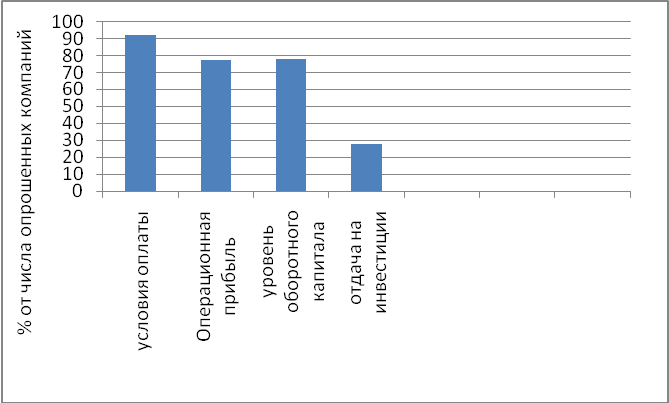 % от числа опрошенных компаний
100
90
80
70
60
50
40
30
20
10
0
условия оплаты
Операционная
прибыль
уровень
оборотного
капитала
отдача на
инвестиции